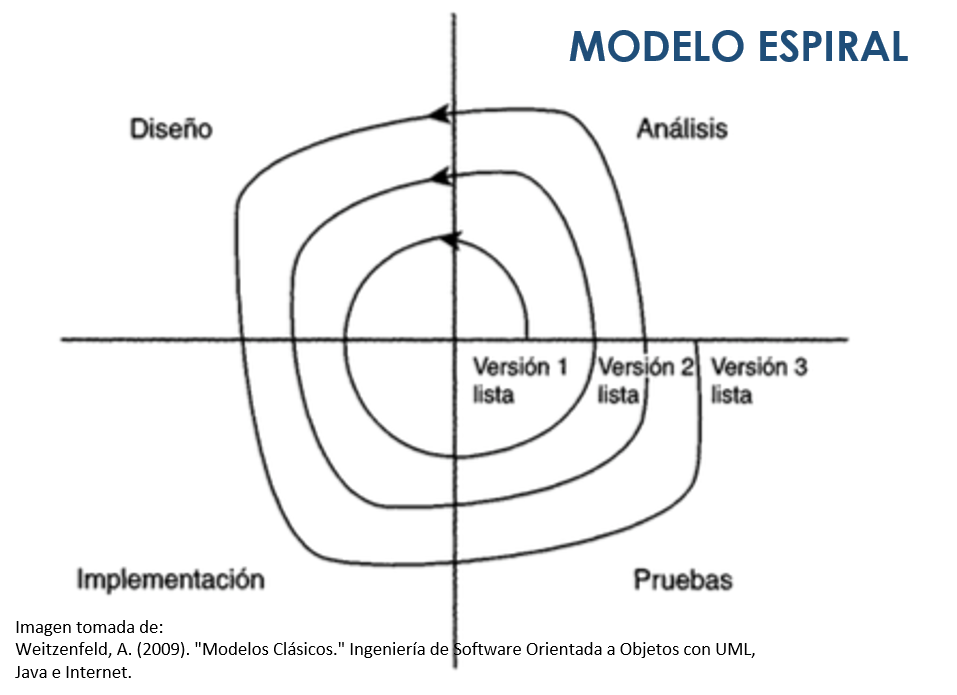 MODELO ESPIRAL
Diseño
Análisis
Versión 1
lista
Versión 2
lista
Versión 3
lista
Implementación
Pruebas
Imagen tomada de:
Weitzenfeld, A. (2009). "Modelos Clásicos." Ingeniería de Software Orientada a Objetos con UML,
Java e Internet.